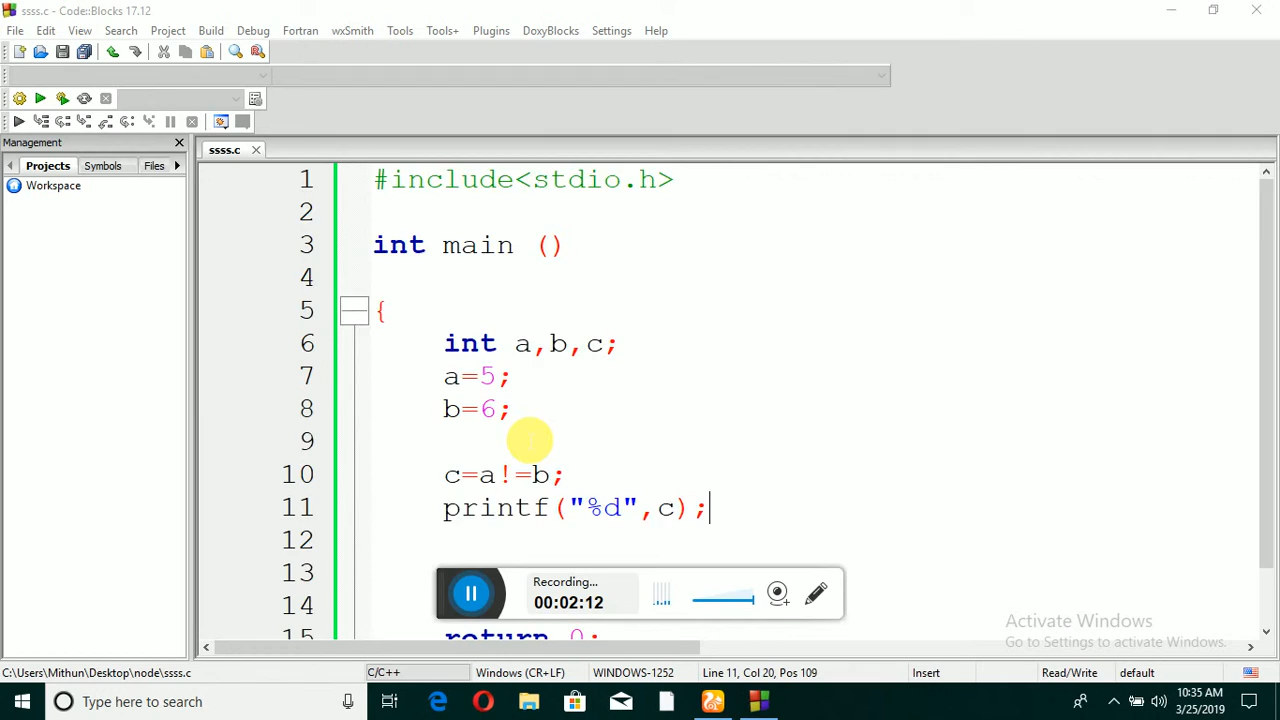 ssss.c - Code::Blocks 17.12
File Edit View Search Project Build Debug Fortran wxSmith Tools Tools+ Plugins DoxyBlocks Settings Help
Management
ssss.c
Projects Symbols Files
Workspace
1 #include<stdio.h>
2
3 int main ()
4
5 {
6 int a,b,c;
7 a=5;
8 b=6;
9
10 c=a!=b;
11 printf("%d",c);
12
13
14
15 return 0;
Recording...
00:02:12
Activate Windows
Go to Settings to activate Windows.
C:\Users\Mithun\Desktop\node\ssss.c C/C++ Windows (CR+LF) WINDOWS-1252 Line 11, Col 20, Pos 109 Insert Read/Write default
Type here to search
10:35 AM
3/25/2019